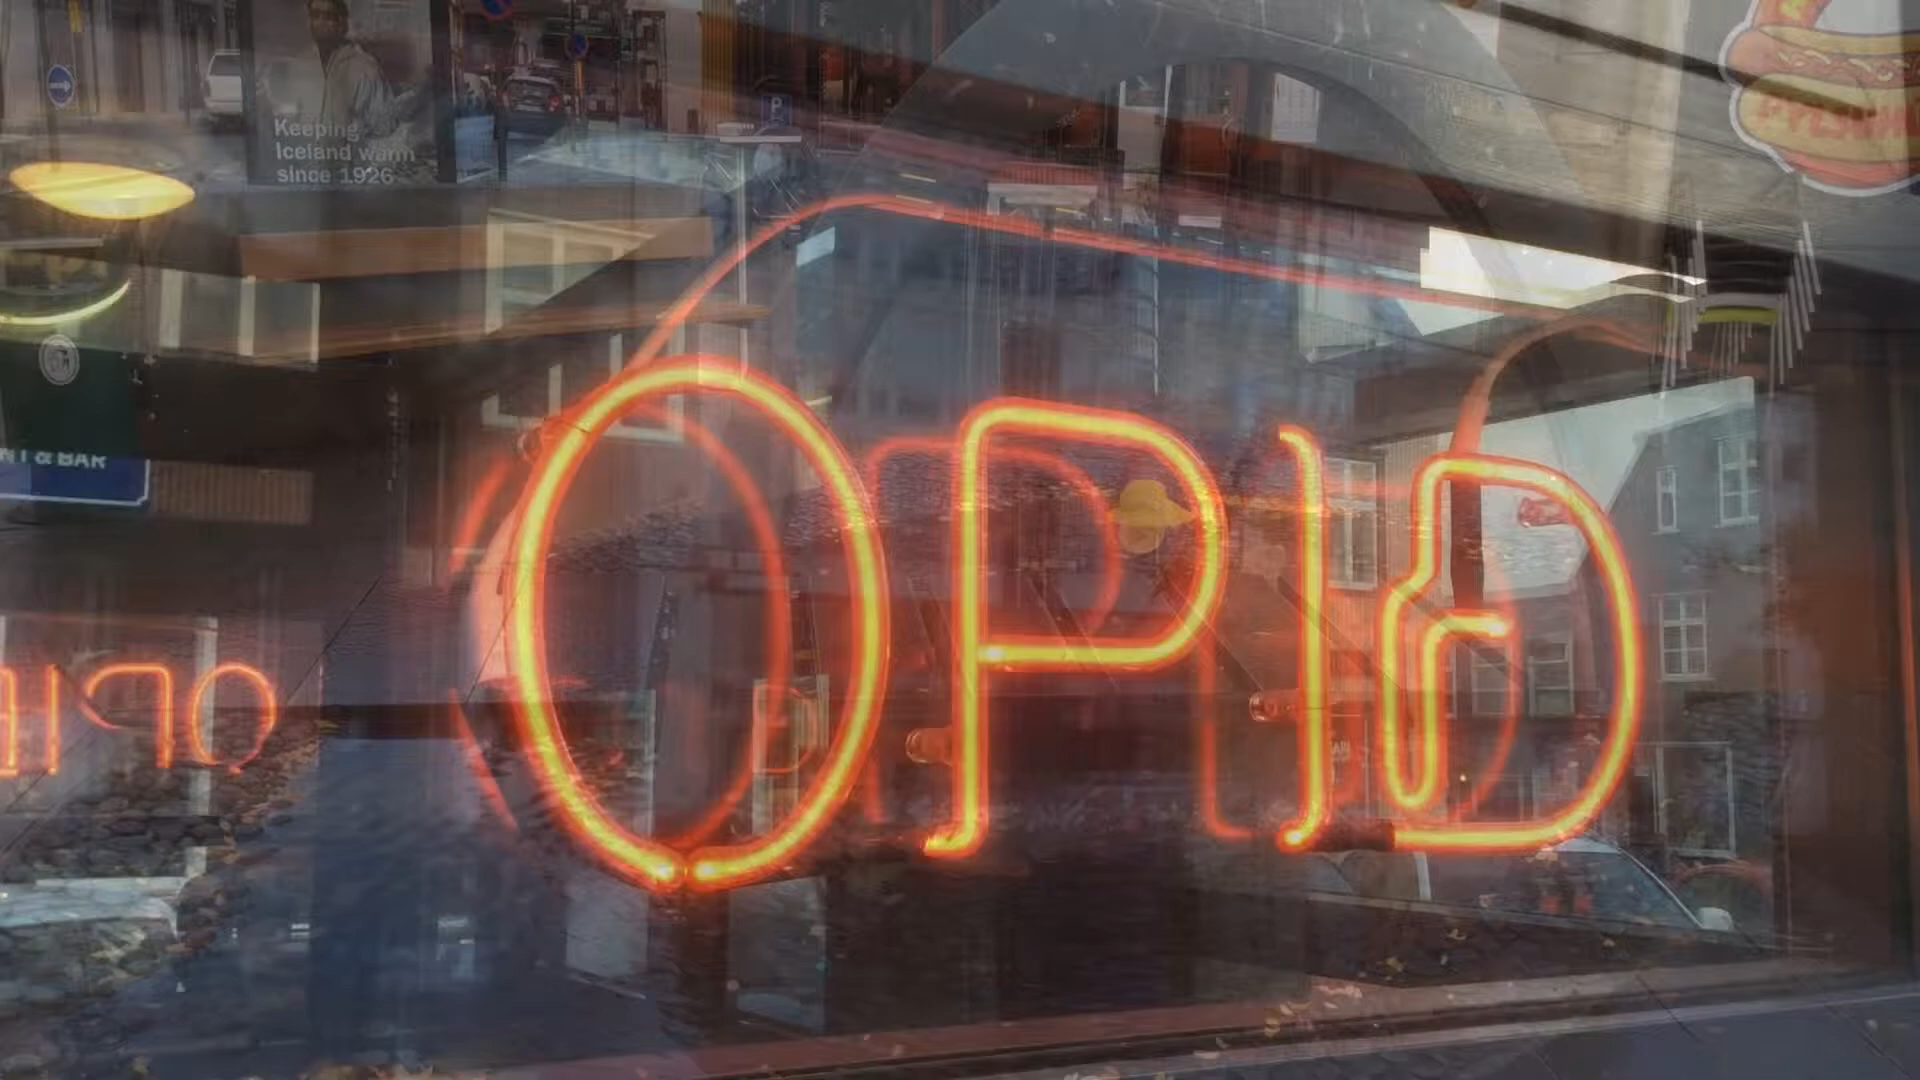 Keeping
Iceland warm
since 1926
P
& BAR
OPIÐ